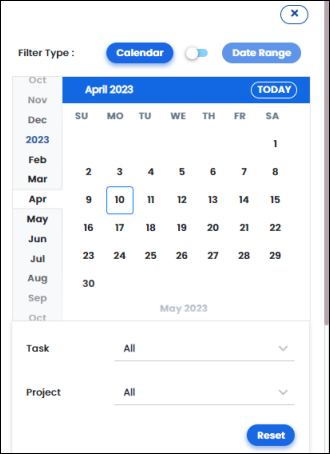 ×
Filter Type :
Calendar
Date Range
Oct
Nov
Dec
2023
Feb
Mar
Apr
May
Jun
Jul
Aug
Sep
Oct
April 2023
TODAY
SU MO TU WE TH FR SA
1
2 3 4 5 6 7 8
9 10 11 12 13 14 15
16 17 18 19 20 21 22
23 24 25 26 27 28 29
30
May 2023
Task All
Project All
Reset